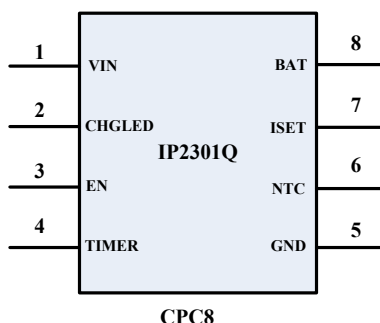 1 VIN BAT 8
2 CHGLED ISET 7
IP2301Q
3 EN NTC 6
4 TIMER GND 5
CPC8